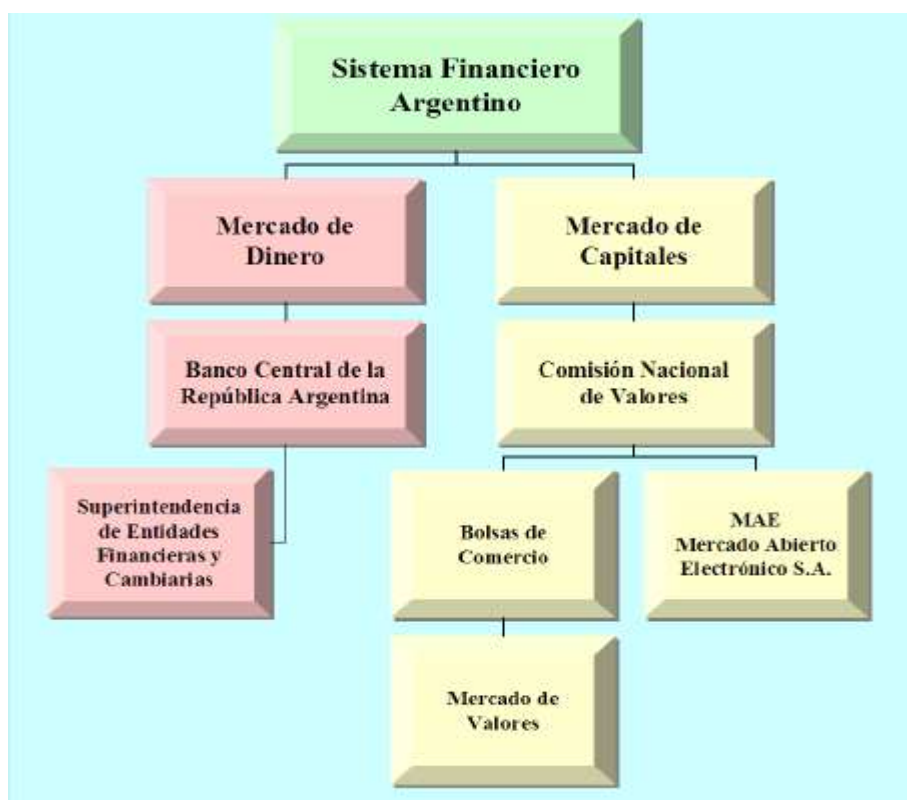 Sistema Financiero
Argentino
Mercado de
Dinero
Mercado de
Capitales
Banco Central de la
República Argentina
Comisión Nacional
de Valores
Superintendencia
de Entidades
Financieras y
Cambiarias
Bolsas de
Comercio
MAE
Mercado Abierto
Electrónico S.A.
Mercado de
Valores